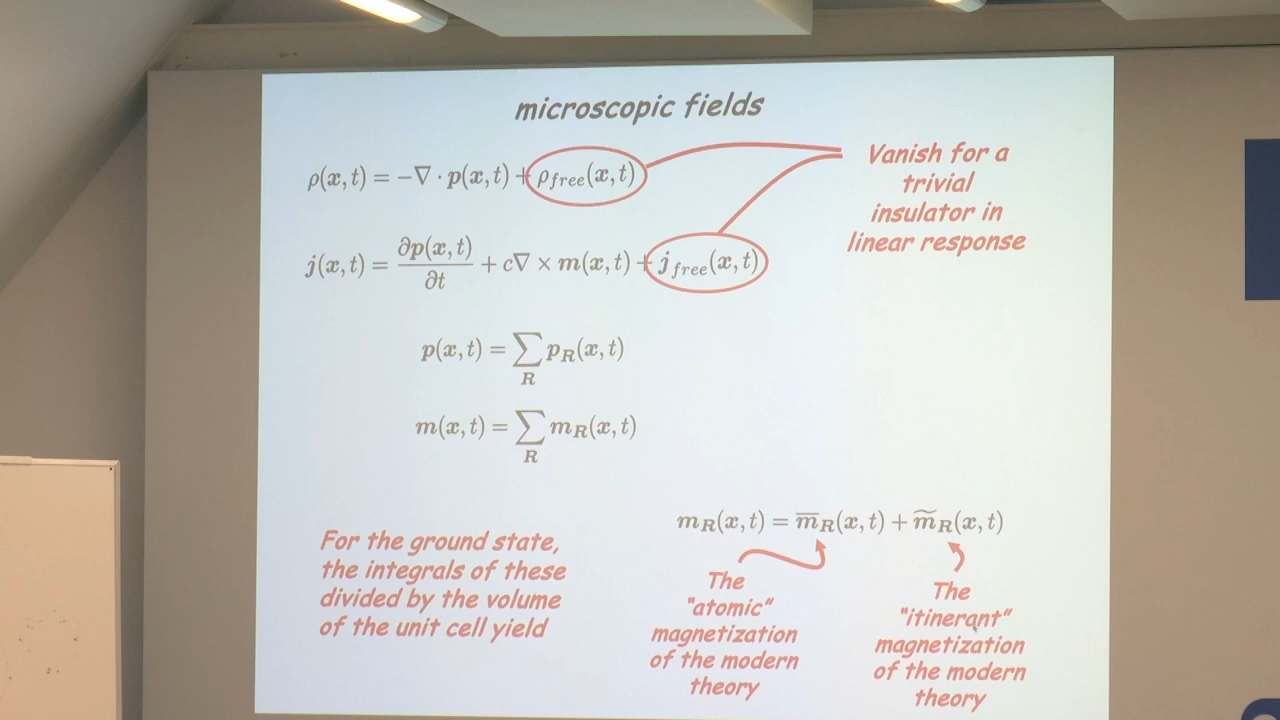 microscopic fields
ρ(x,t) = −∇ · p(x,t) + ρ_free(x,t)
j(x,t) = ∂p(x,t)/∂t + c∇ × m(x,t) + j_free(x,t)
Vanish for a
trivial
insulator in
linear response
p(x,t) = ∑_R p_R(x,t)
m(x,t) = ∑_R m_R(x,t)
For the ground state,
the integrals of these
divided by the volume
of the unit cell yield
m_R(x,t) = m̅_R(x,t) + m̃_R(x,t)
The
"atomic"
magnetization
of the modern
theory
The
"itinerant"
magnetization
of the modern
theory